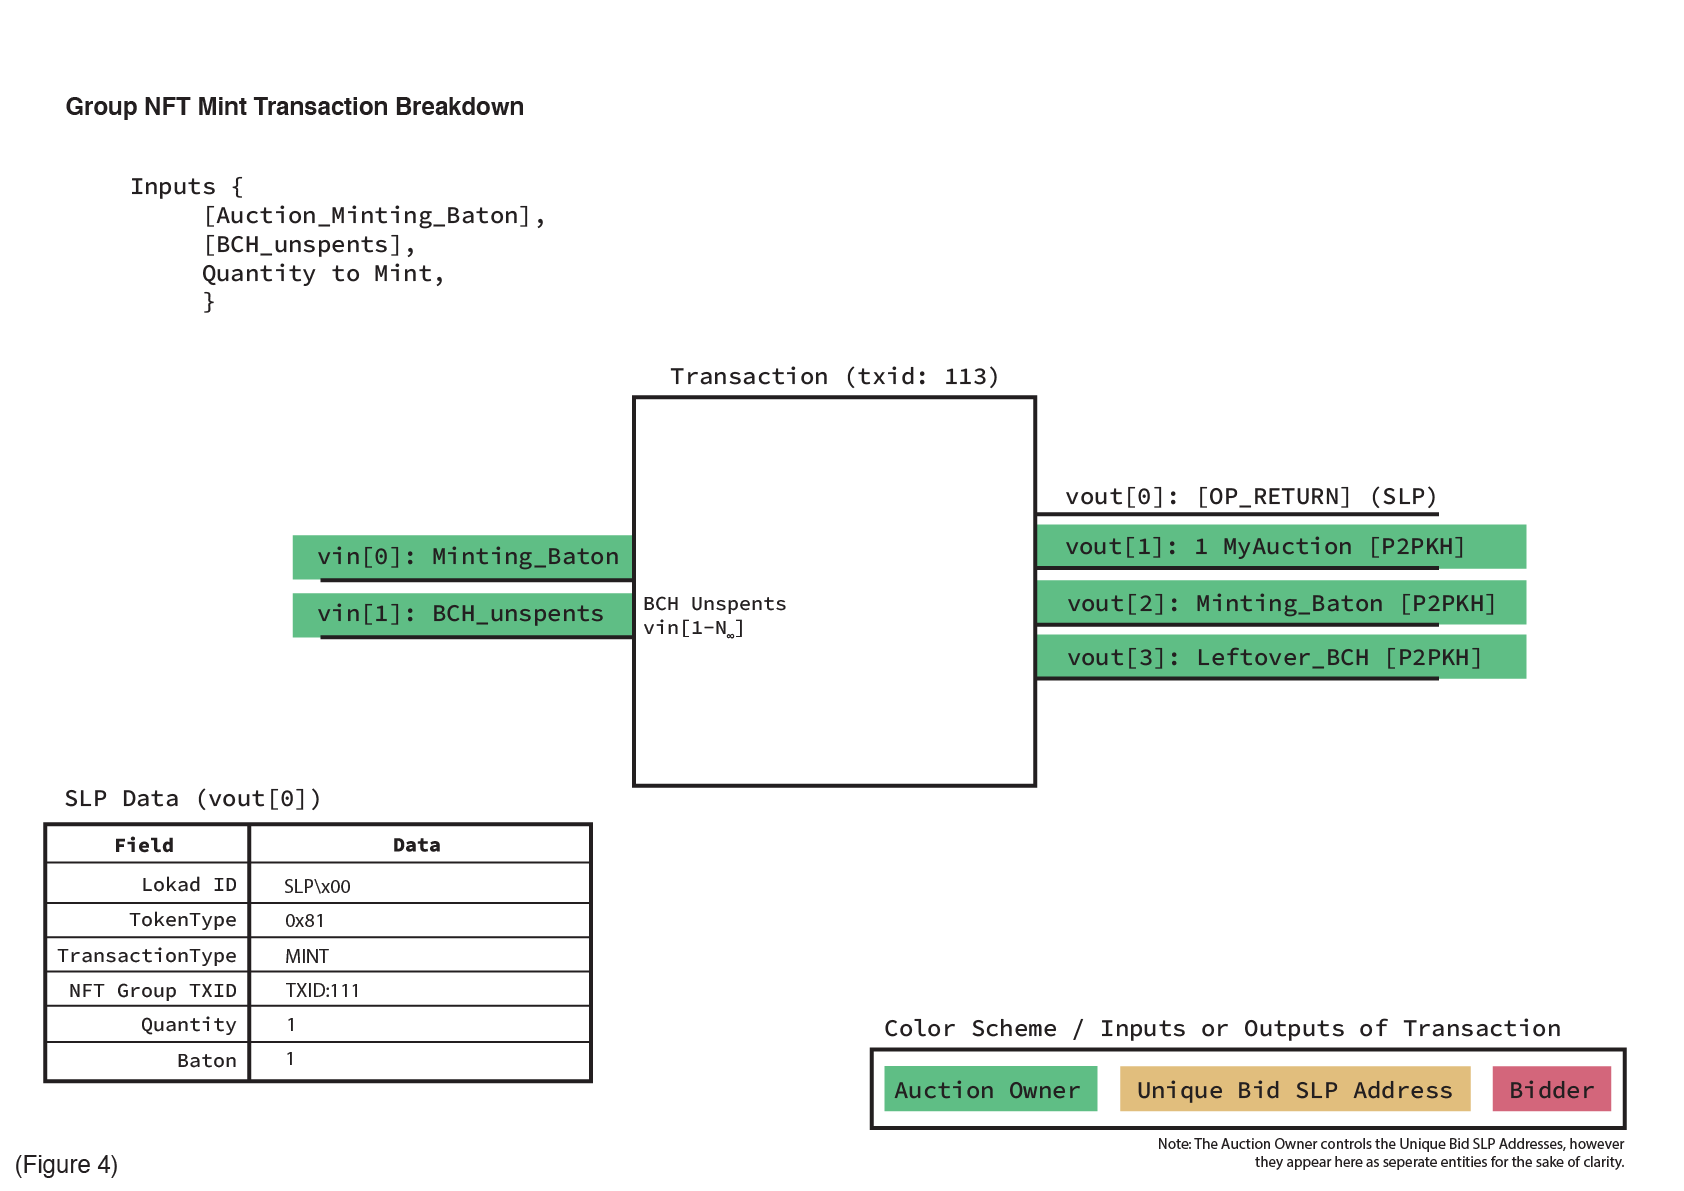 Group NFT Mint Transaction Breakdown
Inputs {
[Auction_Minting_Baton],
[BCH_unspents],
Quantity to Mint,
}
Transaction (txid: 113)
vin[0]: Minting_Baton
vin[1]: BCH_unspents
BCH Unspents
vin[1-N∞]
vout[0]: [OP_RETURN] (SLP)
vout[1]: 1 MyAuction [P2PKH]
vout[2]: Minting_Baton [P2PKH]
vout[3]: Leftover_BCH [P2PKH]
SLP Data (vout[0])
Field Data
Lokad ID SLP\x00
TokenType 0x81
TransactionType MINT
NFT Group TXID TXID:111
Quantity 1
Baton 1
Color Scheme / Inputs or Outputs of Transaction
Auction Owner Unique Bid SLP Address Bidder
Note: The Auction Owner controls the Unique Bid SLP Addresses, however
they appear here as seperate entities for the sake of clarity.
(Figure 4)